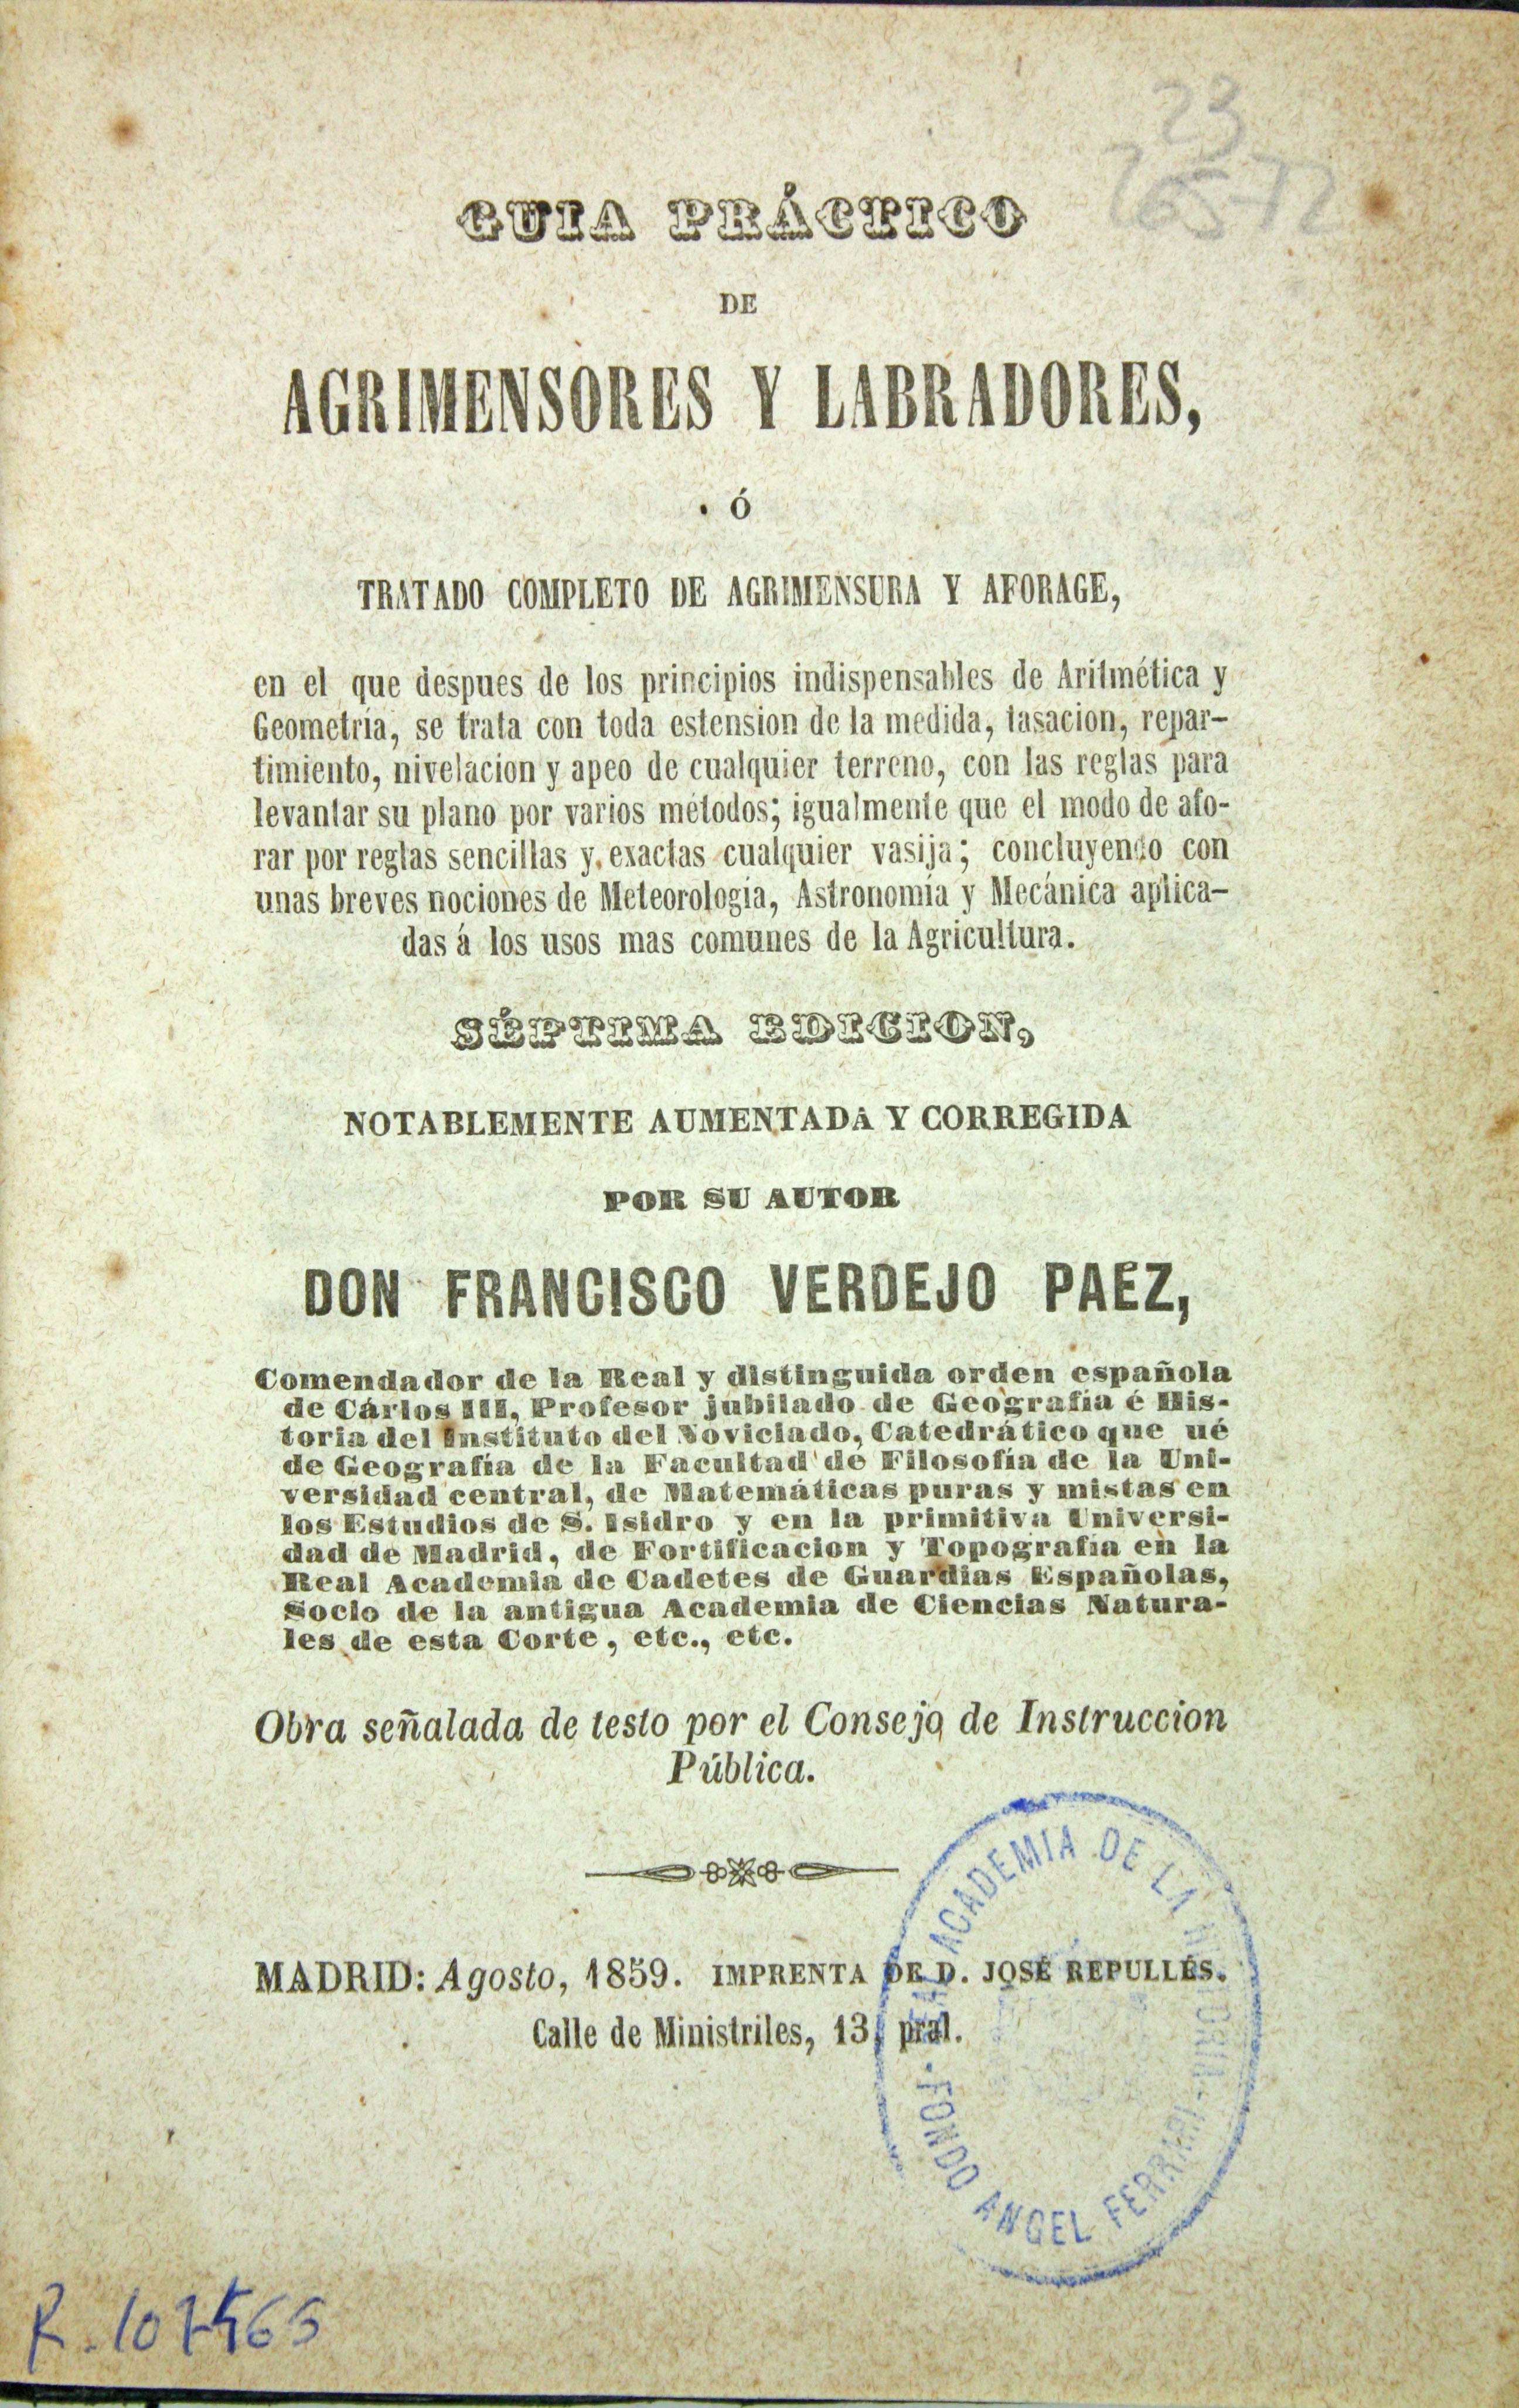 23
GUIA PRÁCTICO
DE
AGRIMENSORES Y LABRADORES,
Ó
TRATADO COMPLETO DE AGRIMENSURA Y AFORAGE,
en el que despues de los principios indispensables de Aritmética y
Geometría, se trata con toda estension de la medida, tasacion, repar-
timiento, nivelacion y apeo de cualquier terreno, con las reglas para
levantar su plano por varios métodos; igualmente que el modo de afo-
rar por reglas sencillas y exactas cualquier vasija; concluyendo con
unas breves nociones de Meteorología, Astronomía y Mecánica aplica-
das á los usos mas comunes de la Agricultura.
SÉPTIMA EDICION,
NOTABLEMENTE AUMENTADA Y CORREGIDA
POR SU AUTOR
DON FRANCISCO VERDEJO PAEZ,
Comendador de la Real y distinguida orden española
de Cárlos III, Profesor jubilado de Geografía é His-
toria del Instituto del Noviciado, Catedrático que ué
de Geografía de la Facultad de Filosofía de la Uni-
versidad central, de Matemáticas puras y mistas en
los Estudios de S. Isidro y en la primitiva Universi-
dad de Madrid, de Fortificacion y Topografía en la
Real Academia de Cadetes de Guardias Españolas,
Socio de la antigua Academia de Ciencias Natura-
les de esta Corte, etc., etc.
Obra señalada de testo por el Consejo de Instruccion
Pública.
MADRID: Agosto, 1859. IMPRENTA DE D. JOSÉ REPULLÉS.
Calle de Ministriles, 13, pral.
REAL ACADEMIA DE LA HISTORIA - FONDO ANGEL FERRARI -